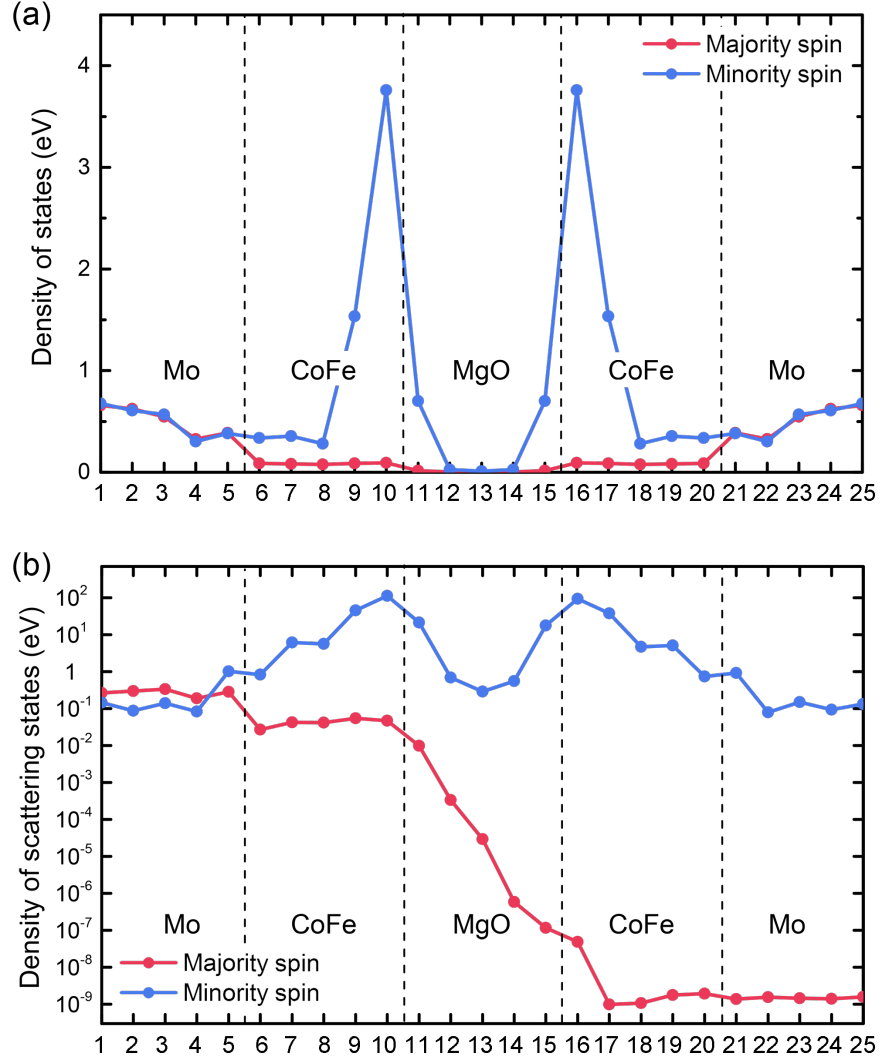 (a)
Majority spin
Minority spin
Density of states (eV)
4
3
2
1
0
Mo CoFe MgO CoFe Mo
1 2 3 4 5 6 7 8 9 10 11 12 13 14 15 16 17 18 19 20 21 22 23 24 25
(b)
Density of scattering states (eV)
10²
10¹
1
10⁻¹
10⁻²
10⁻³
10⁻⁴
10⁻⁵
10⁻⁶
10⁻⁷
10⁻⁸
10⁻⁹
Mo CoFe MgO CoFe Mo
Majority spin
Minority spin
1 2 3 4 5 6 7 8 9 10 11 12 13 14 15 16 17 18 19 20 21 22 23 24 25